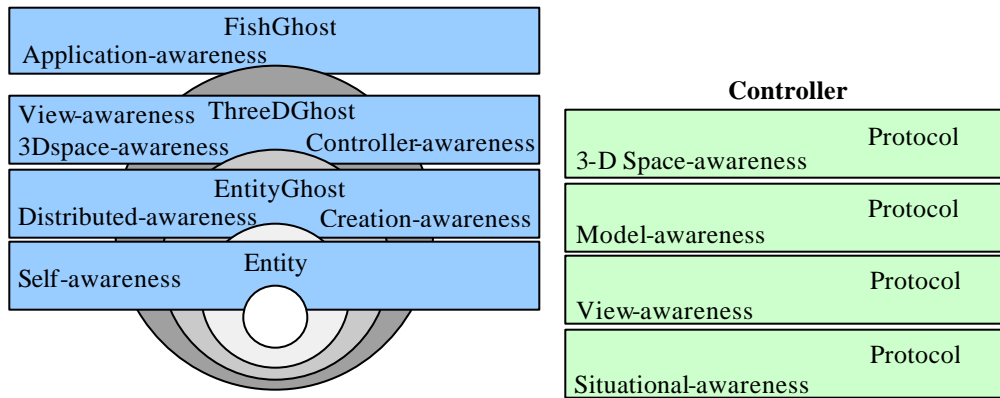 FishGhost
Application-awareness
View-awareness ThreeDGhost
3Dspace-awareness Controller-awareness
EntityGhost
Distributed-awareness Creation-awareness
Entity
Self-awareness
Controller
Protocol
3-D Space-awareness
Protocol
Model-awareness
Protocol
View-awareness
Protocol
Situational-awareness